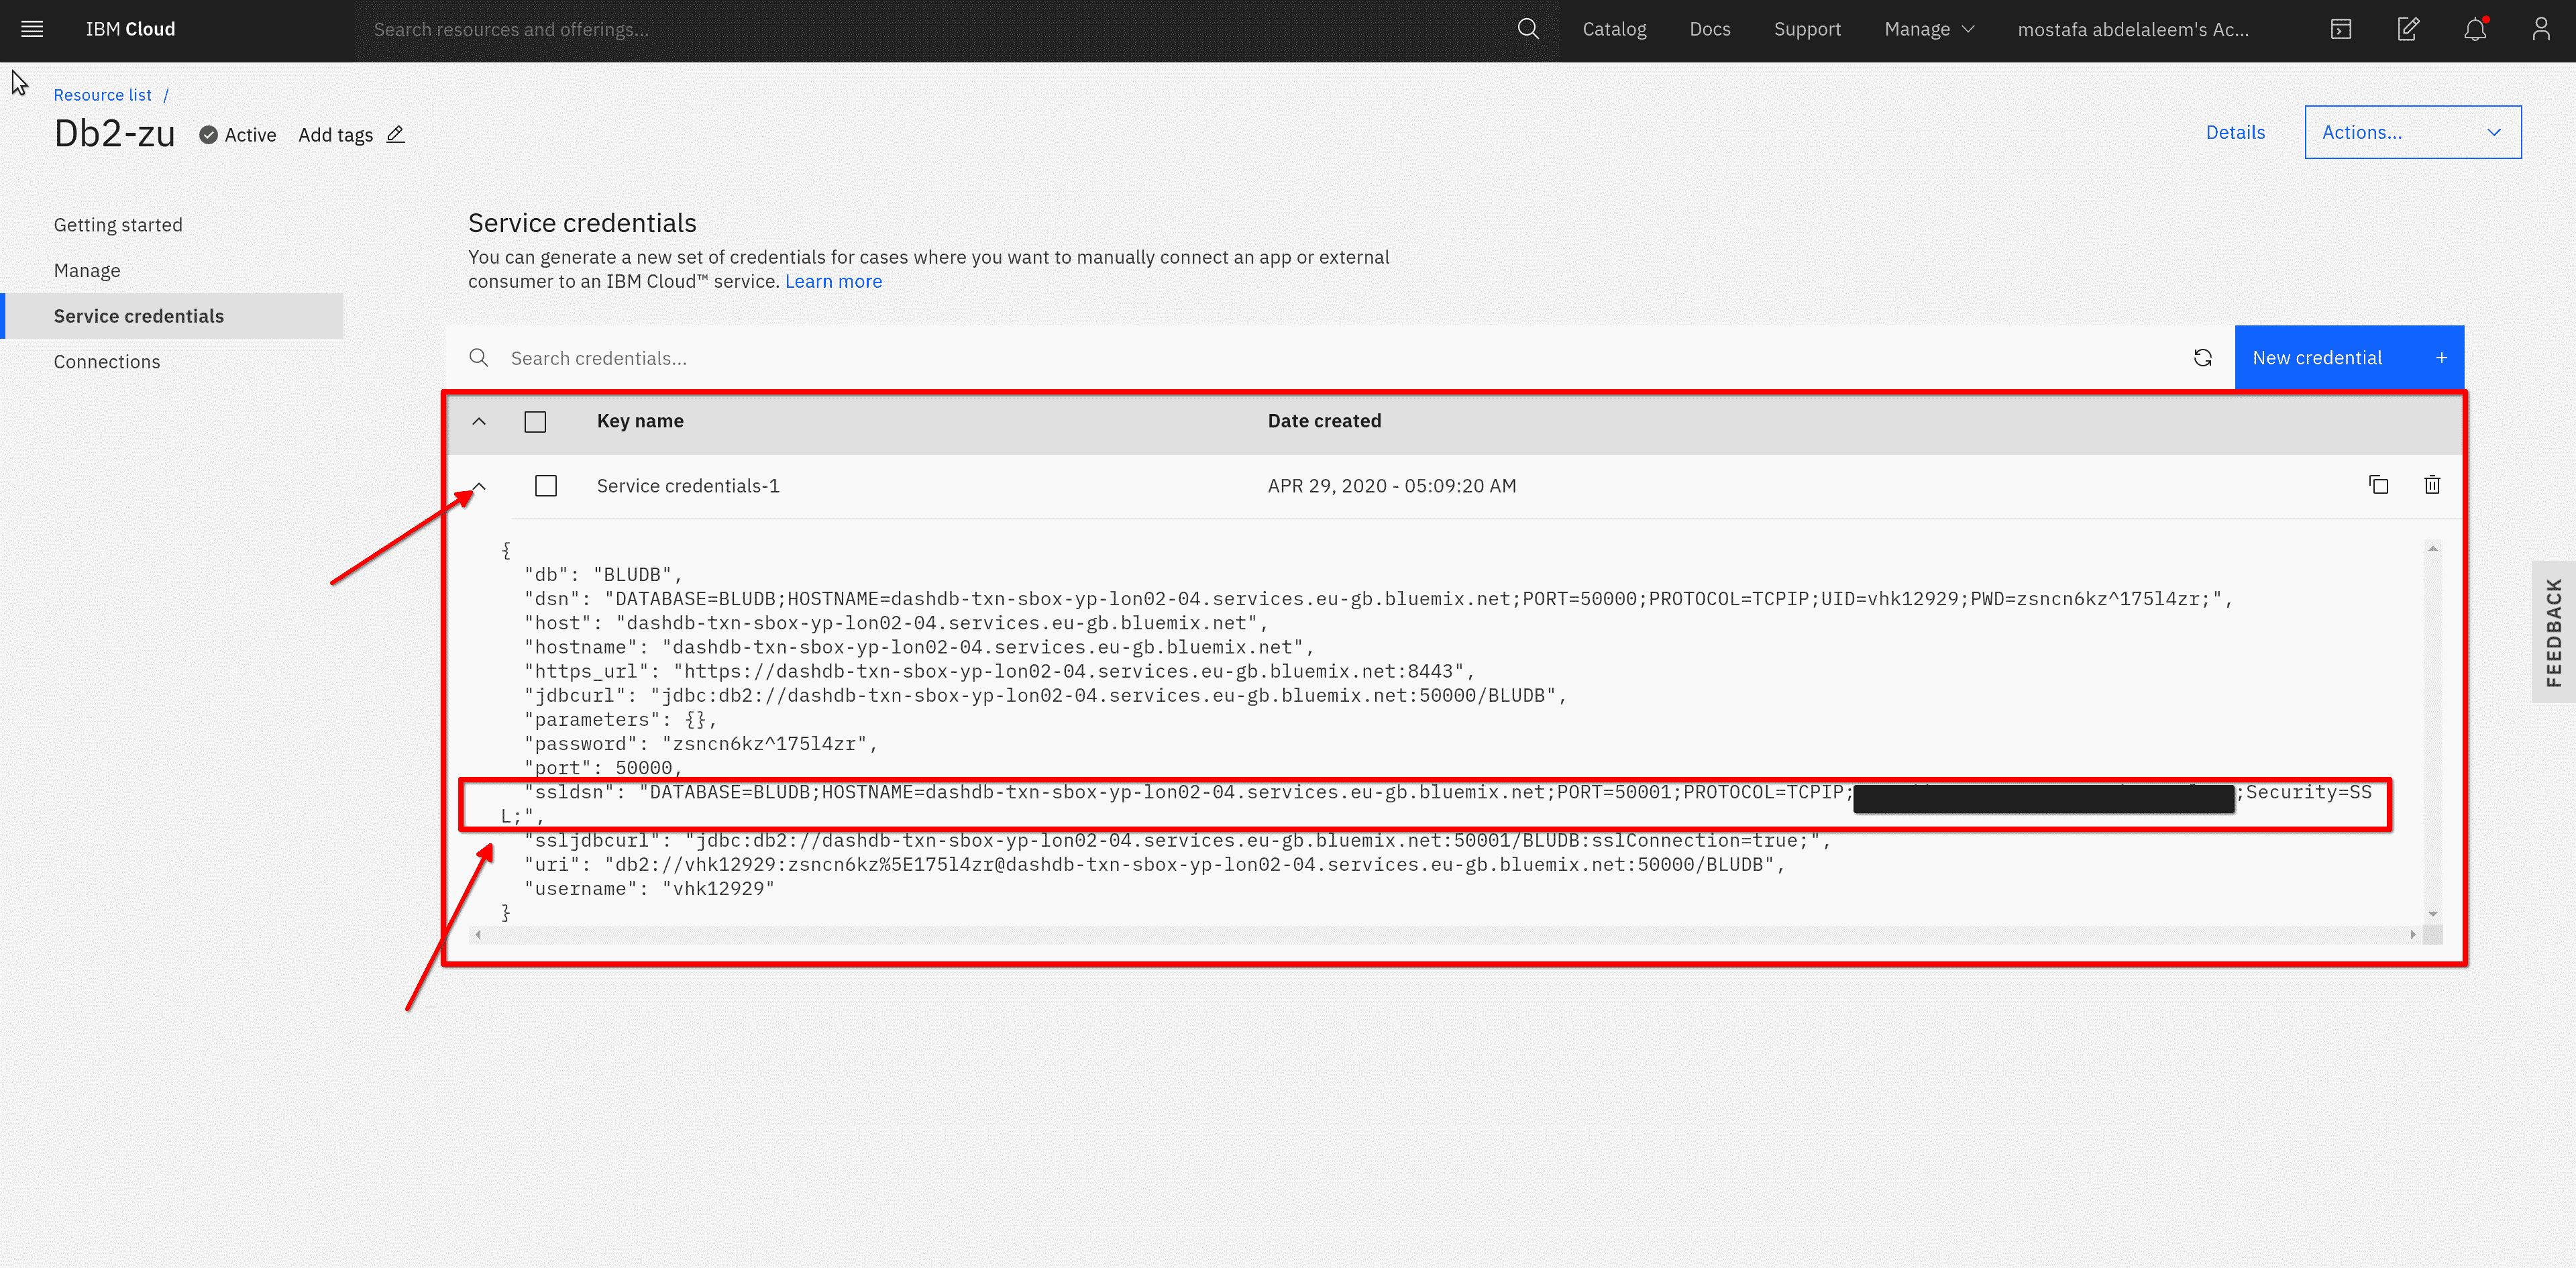 IBM Cloud
Search resources and offerings...
Catalog
Docs
Support
Manage
mostafa abdelaleem's Ac...
Resource list /
Db2-zu
Active
Add tags
Details
Actions...
Getting started
Manage
Service credentials
Connections
Service credentials
You can generate a new set of credentials for cases where you want to manually connect an app or external
consumer to an IBM Cloud™ service. Learn more
Search credentials...
New credential +
Key name
Date created
Service credentials-1
APR 29, 2020 - 05:09:20 AM
{
"db": "BLUDB",
"dsn": "DATABASE=BLUDB;HOSTNAME=dashdb-txn-sbox-yp-lon02-04.services.eu-gb.bluemix.net;PORT=50000;PROTOCOL=TCPIP;UID=vhk12929;PWD=zsncn6kz^175l4zr;",
"host": "dashdb-txn-sbox-yp-lon02-04.services.eu-gb.bluemix.net",
"hostname": "dashdb-txn-sbox-yp-lon02-04.services.eu-gb.bluemix.net",
"https_url": "https://dashdb-txn-sbox-yp-lon02-04.services.eu-gb.bluemix.net:8443",
"jdbcurl": "jdbc:db2://dashdb-txn-sbox-yp-lon02-04.services.eu-gb.bluemix.net:50000/BLUDB",
"parameters": {},
"password": "zsncn6kz^175l4zr",
"port": 50000,
"ssldsn": "DATABASE=BLUDB;HOSTNAME=dashdb-txn-sbox-yp-lon02-04.services.eu-gb.bluemix.net;PORT=50001;PROTOCOL=TCPIP; ;Security=SS
L;",
"ssljdbcurl": "jdbc:db2://dashdb-txn-sbox-yp-lon02-04.services.eu-gb.bluemix.net:50001/BLUDB:sslConnection=true;",
"uri": "db2://vhk12929:zsncn6kz%5E175l4zr@dashdb-txn-sbox-yp-lon02-04.services.eu-gb.bluemix.net:50000/BLUDB",
"username": "vhk12929"
}
FEEDBACK